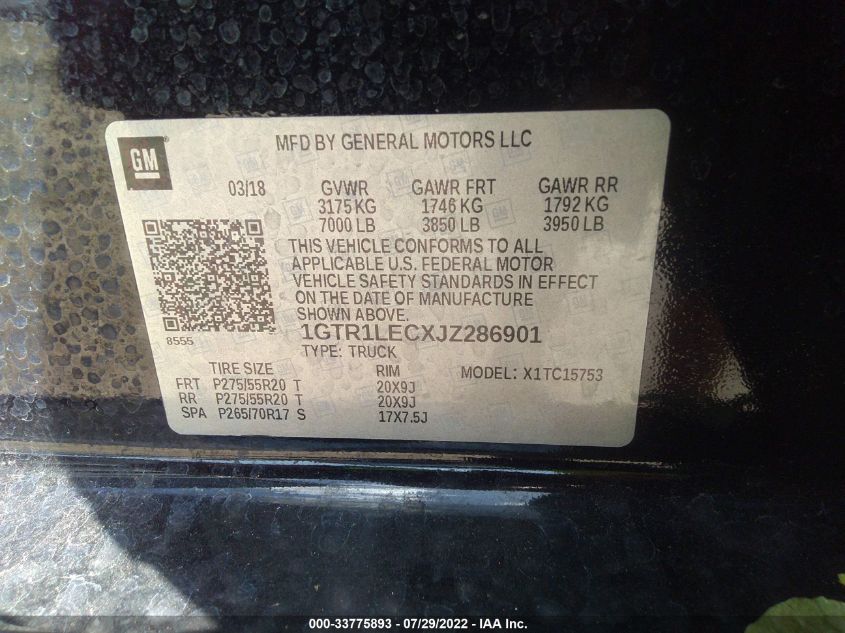 GM
MFD BY GENERAL MOTORS LLC
03/18 GVWR GAWR FRT GAWR RR
3175 KG 1746 KG 1792 KG
7000 LB 3850 LB 3950 LB
THIS VEHICLE CONFORMS TO ALL
APPLICABLE U.S. FEDERAL MOTOR
VEHICLE SAFETY STANDARDS IN EFFECT
ON THE DATE OF MANUFACTURE
SHOWN ABOVE.
8555 1GTR1LECXJZ286901
TYPE: TRUCK
TIRE SIZE RIM MODEL: X1TC15753
FRT P275/55R20 T 20X9J
RR P275/55R20 T 20X9J
SPA P265/70R17 S 17X7.5J
000-33775893 / 07/29/2022 - IAA Inc.